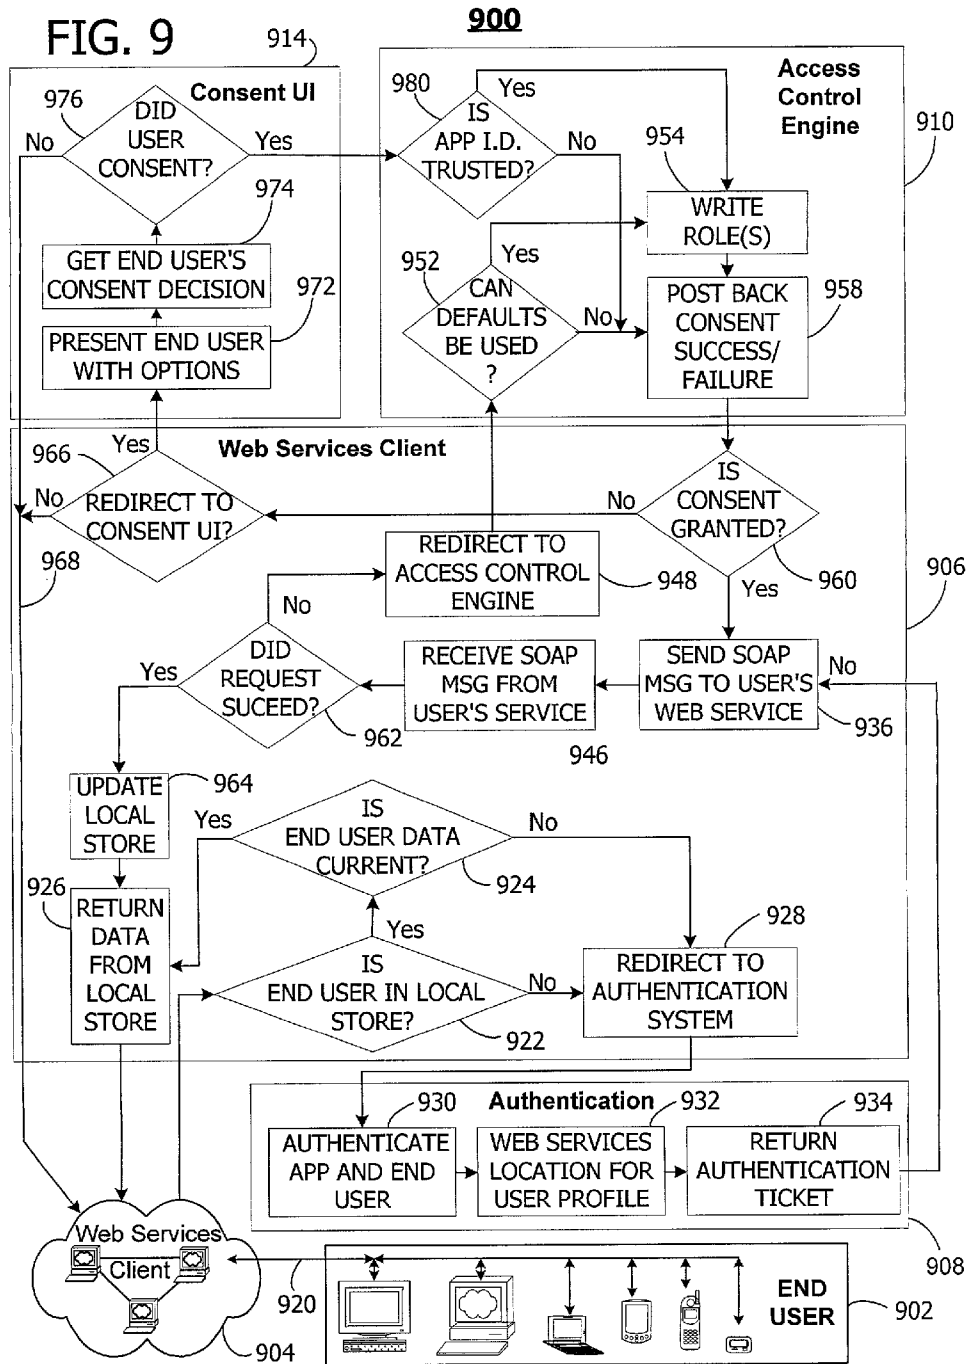 FIG. 9
900
914
Consent UI
976
DID
USER
CONSENT?
No
Yes
974
GET END USER'S
CONSENT DECISION
972
PRESENT END USER
WITH OPTIONS
Access
Control
Engine
910
980
IS
APP I.D.
TRUSTED?
Yes
No
954
WRITE
ROLE(S)
952
CAN
DEFAULTS
BE USED
?
Yes
No
POST BACK
CONSENT
SUCCESS/
FAILURE
958
Web Services Client
906
966
Yes
No
REDIRECT TO
CONSENT UI?
968
IS
CONSENT
GRANTED?
No
Yes
960
REDIRECT TO
ACCESS CONTROL
ENGINE
948
No
Yes
DID
REQUEST
SUCEED?
962
RECEIVE SOAP
MSG FROM
USER'S SERVICE
946
SEND SOAP
MSG TO USER'S
WEB SERVICE
No
936
964
UPDATE
LOCAL
STORE
Yes
IS
END USER DATA
CURRENT?
No
924
926
RETURN
DATA
FROM
LOCAL
STORE
Yes
IS
END USER IN LOCAL
STORE?
No
922
928
REDIRECT TO
AUTHENTICATION
SYSTEM
Authentication
930
AUTHENTICATE
APP AND END
USER
932
WEB SERVICES
LOCATION FOR
USER PROFILE
934
RETURN
AUTHENTICATION
TICKET
908
Web Services
Client
904
920
END
USER
902